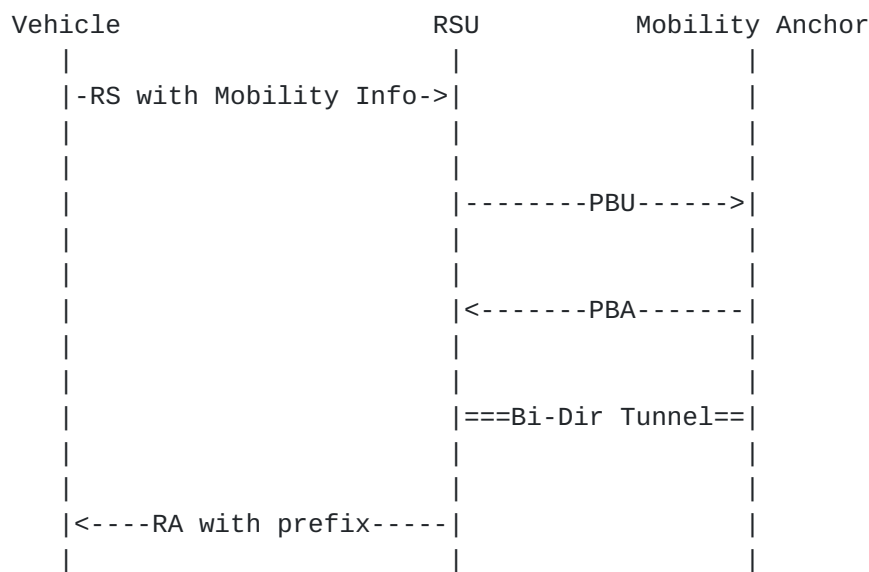 Vehicle RSU Mobility Anchor
-RS with Mobility Info->
--------PBU------>
<-------PBA-------
===Bi-Dir Tunnel==
<----RA with prefix-----